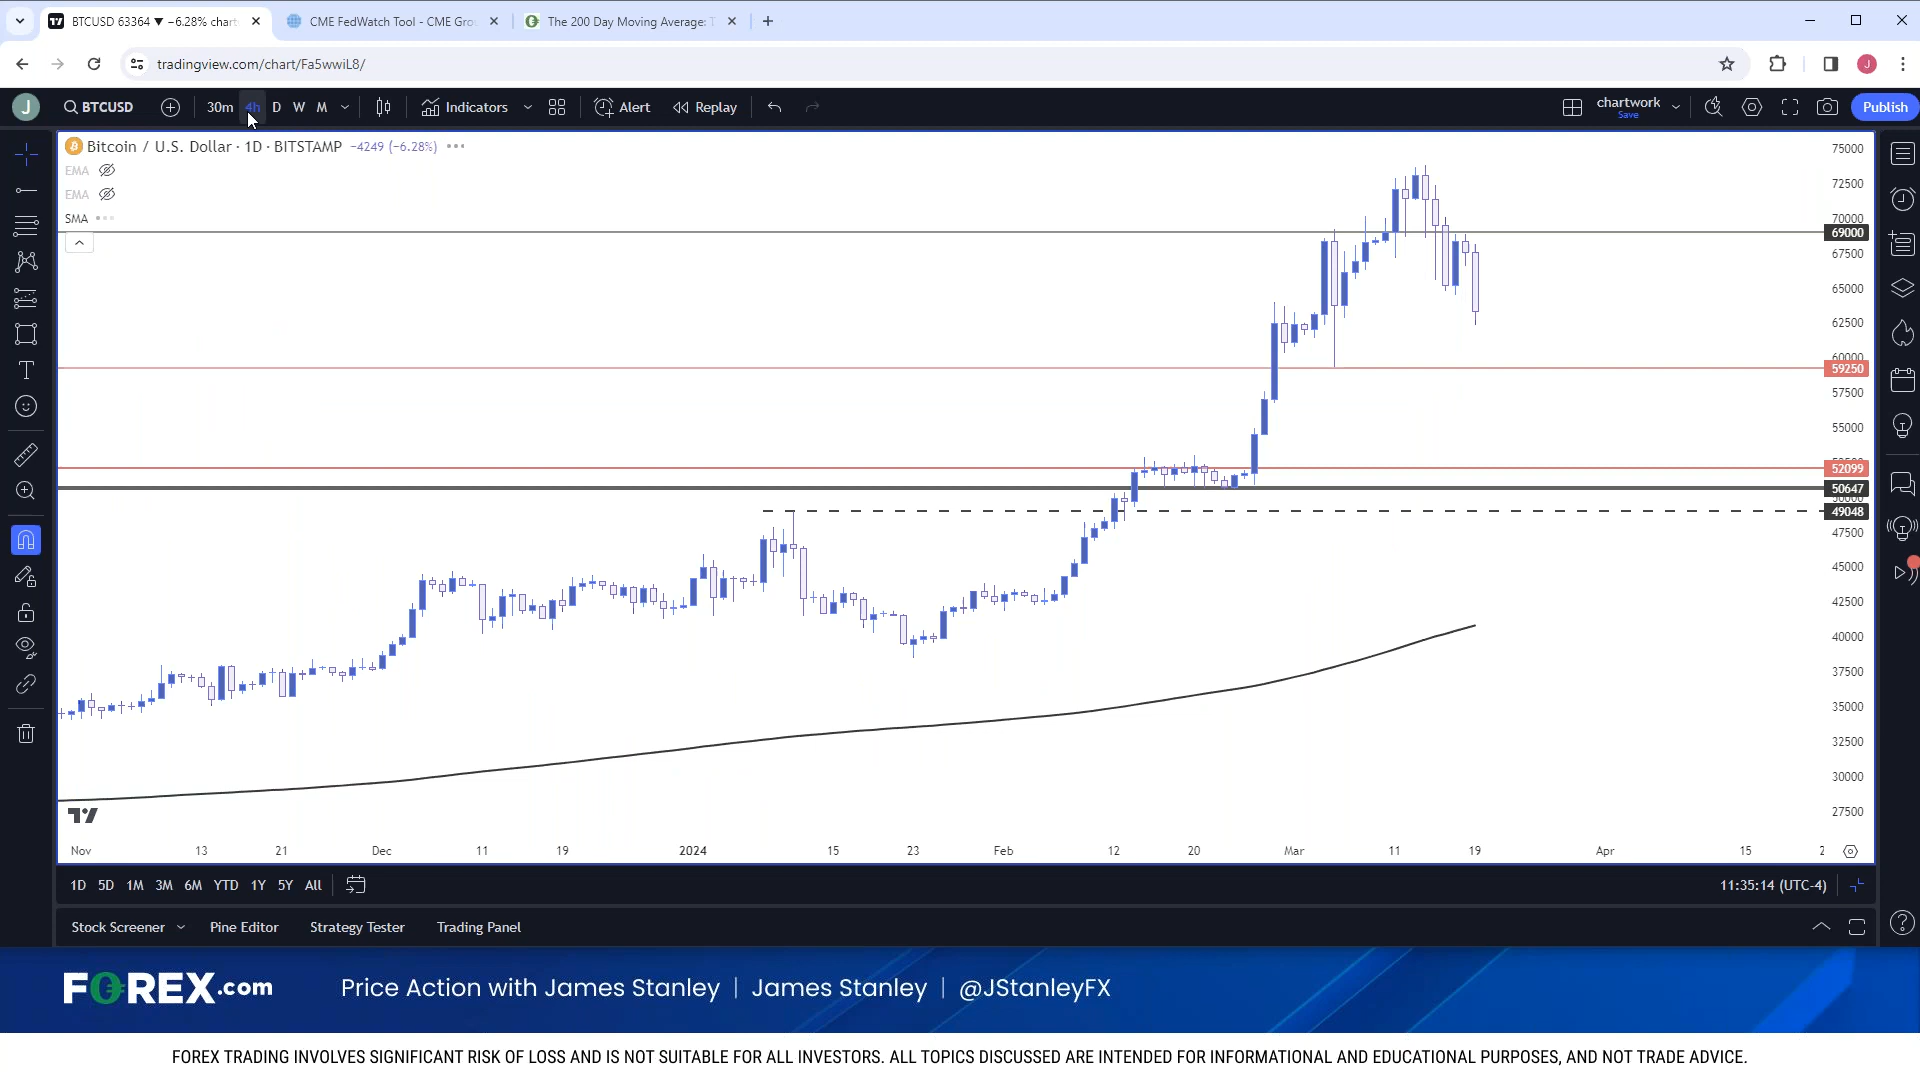 BTCUSD 63364 ▼ −6.28% chart
CME FedWatch Tool - CME Gro
The 200 Day Moving Average:
tradingview.com/chart/Fa5wwiL8/
J
BTCUSD
30m
4h
D
W
M
Indicators
Alert
Replay
chartwork
Save
Publish
Bitcoin / U.S. Dollar · 1D · BITSTAMP −4249 (−6.28%)
EMA
EMA
SMA
75000
72500
70000
69000
67500
65000
62500
60000
59250
57500
55000
52099
50647
49048
47500
45000
42500
40000
37500
35000
32500
30000
27500
Nov 13 21 Dec 11 19 2024 15 23 Feb 12 20 Mar 11 19 Apr 15 2
1D 5D 1M 3M 6M YTD 1Y 5Y All
11:35:14 (UTC-4)
Stock Screener Pine Editor Strategy Tester Trading Panel
FOREX.com
Price Action with James Stanley | James Stanley | @JStanleyFX
FOREX TRADING INVOLVES SIGNIFICANT RISK OF LOSS AND IS NOT SUITABLE FOR ALL INVESTORS. ALL TOPICS DISCUSSED ARE INTENDED FOR INFORMATIONAL AND EDUCATIONAL PURPOSES, AND NOT TRADE ADVICE.